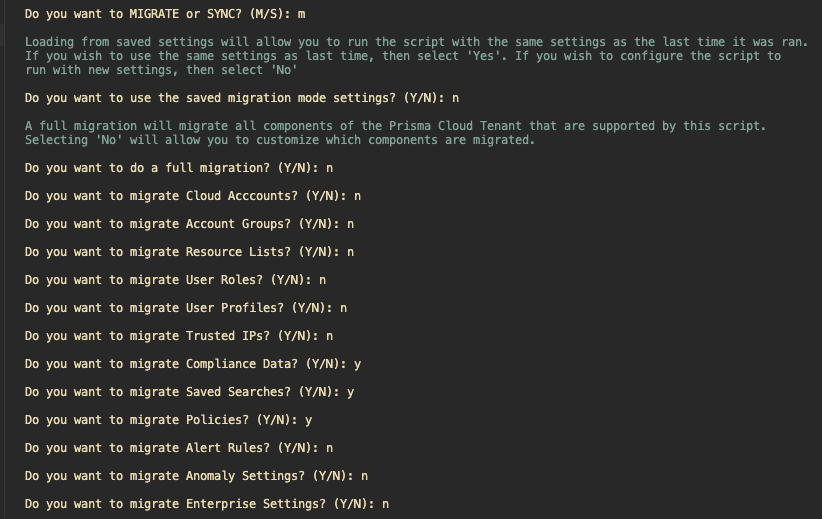 Do you want to MIGRATE or SYNC? (M/S): m
Loading from saved settings will allow you to run the script with the same settings as the last time it was ran.
If you wish to use the same settings as last time, then select 'Yes'. If you wish to configure the script to
run with new settings, then select 'No'
Do you want to use the saved migration mode settings? (Y/N): n
A full migration will migrate all components of the Prisma Cloud Tenant that are supported by this script.
Selecting 'No' will allow you to customize which components are migrated.
Do you want to do a full migration? (Y/N): n
Do you want to migrate Cloud Acccounts? (Y/N): n
Do you want to migrate Account Groups? (Y/N): n
Do you want to migrate Resource Lists? (Y/N): n
Do you want to migrate User Roles? (Y/N): n
Do you want to migrate User Profiles? (Y/N): n
Do you want to migrate Trusted IPs? (Y/N): n
Do you want to migrate Compliance Data? (Y/N): y
Do you want to migrate Saved Searches? (Y/N): y
Do you want to migrate Policies? (Y/N): y
Do you want to migrate Alert Rules? (Y/N): n
Do you want to migrate Anomaly Settings? (Y/N): n
Do you want to migrate Enterprise Settings? (Y/N): n